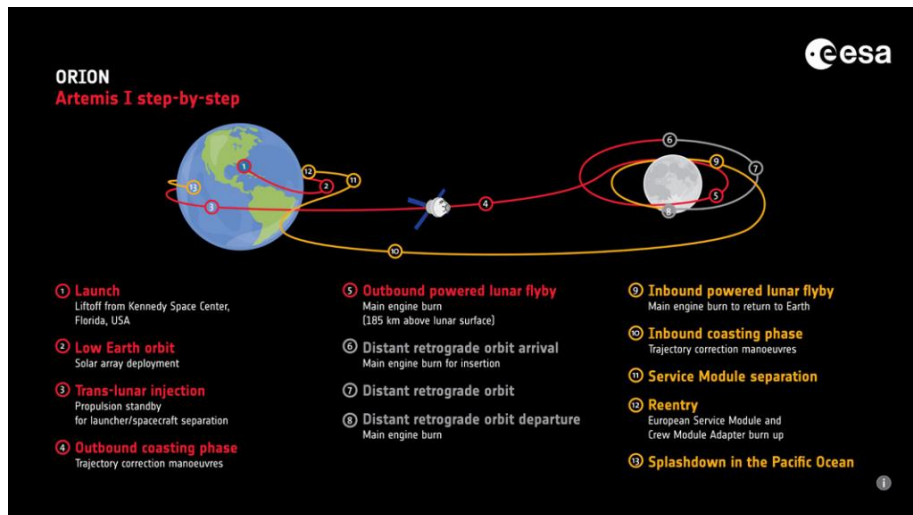 esa
ORION
Artemis I step-by-step
1
2
3
4
5
6
7
8
9
10
11
12
13
1 Launch
Liftoff from Kennedy Space Center,
Florida, USA
2 Low Earth orbit
Solar array deployment
3 Trans-lunar injection
Propulsion standby
for launcher/spacecraft separation
4 Outbound coasting phase
Trajectory correction manoeuvres
5 Outbound powered lunar flyby
Main engine burn
(185 km above lunar surface)
6 Distant retrograde orbit arrival
Main engine burn for insertion
7 Distant retrograde orbit
8 Distant retrograde orbit departure
Main engine burn
9 Inbound powered lunar flyby
Main engine burn to return to Earth
10 Inbound coasting phase
Trajectory correction manoeuvres
11 Service Module separation
12 Reentry
European Service Module and
Crew Module Adapter burn up
13 Splashdown in the Pacific Ocean
i